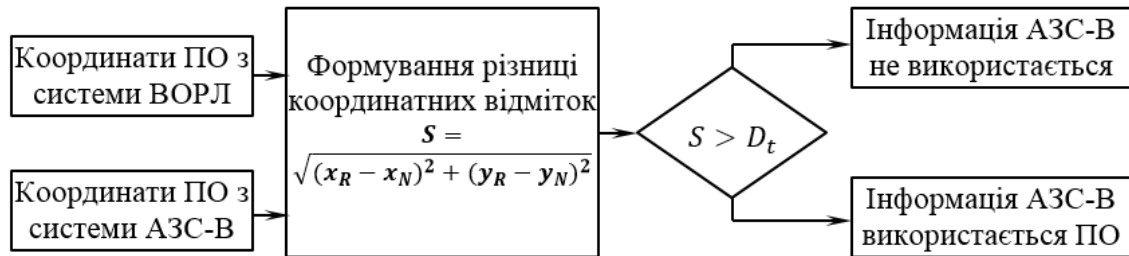 Координати ПО з
системи ВОРЛ
Координати ПО з
системи АЗС-В
Формування різниці
координатних відміток
S =
√(x_R − x_N)² + (y_R − y_N)²
S > D_t
Інформація АЗС-В
не використається
Інформація АЗС-В
використається ПО